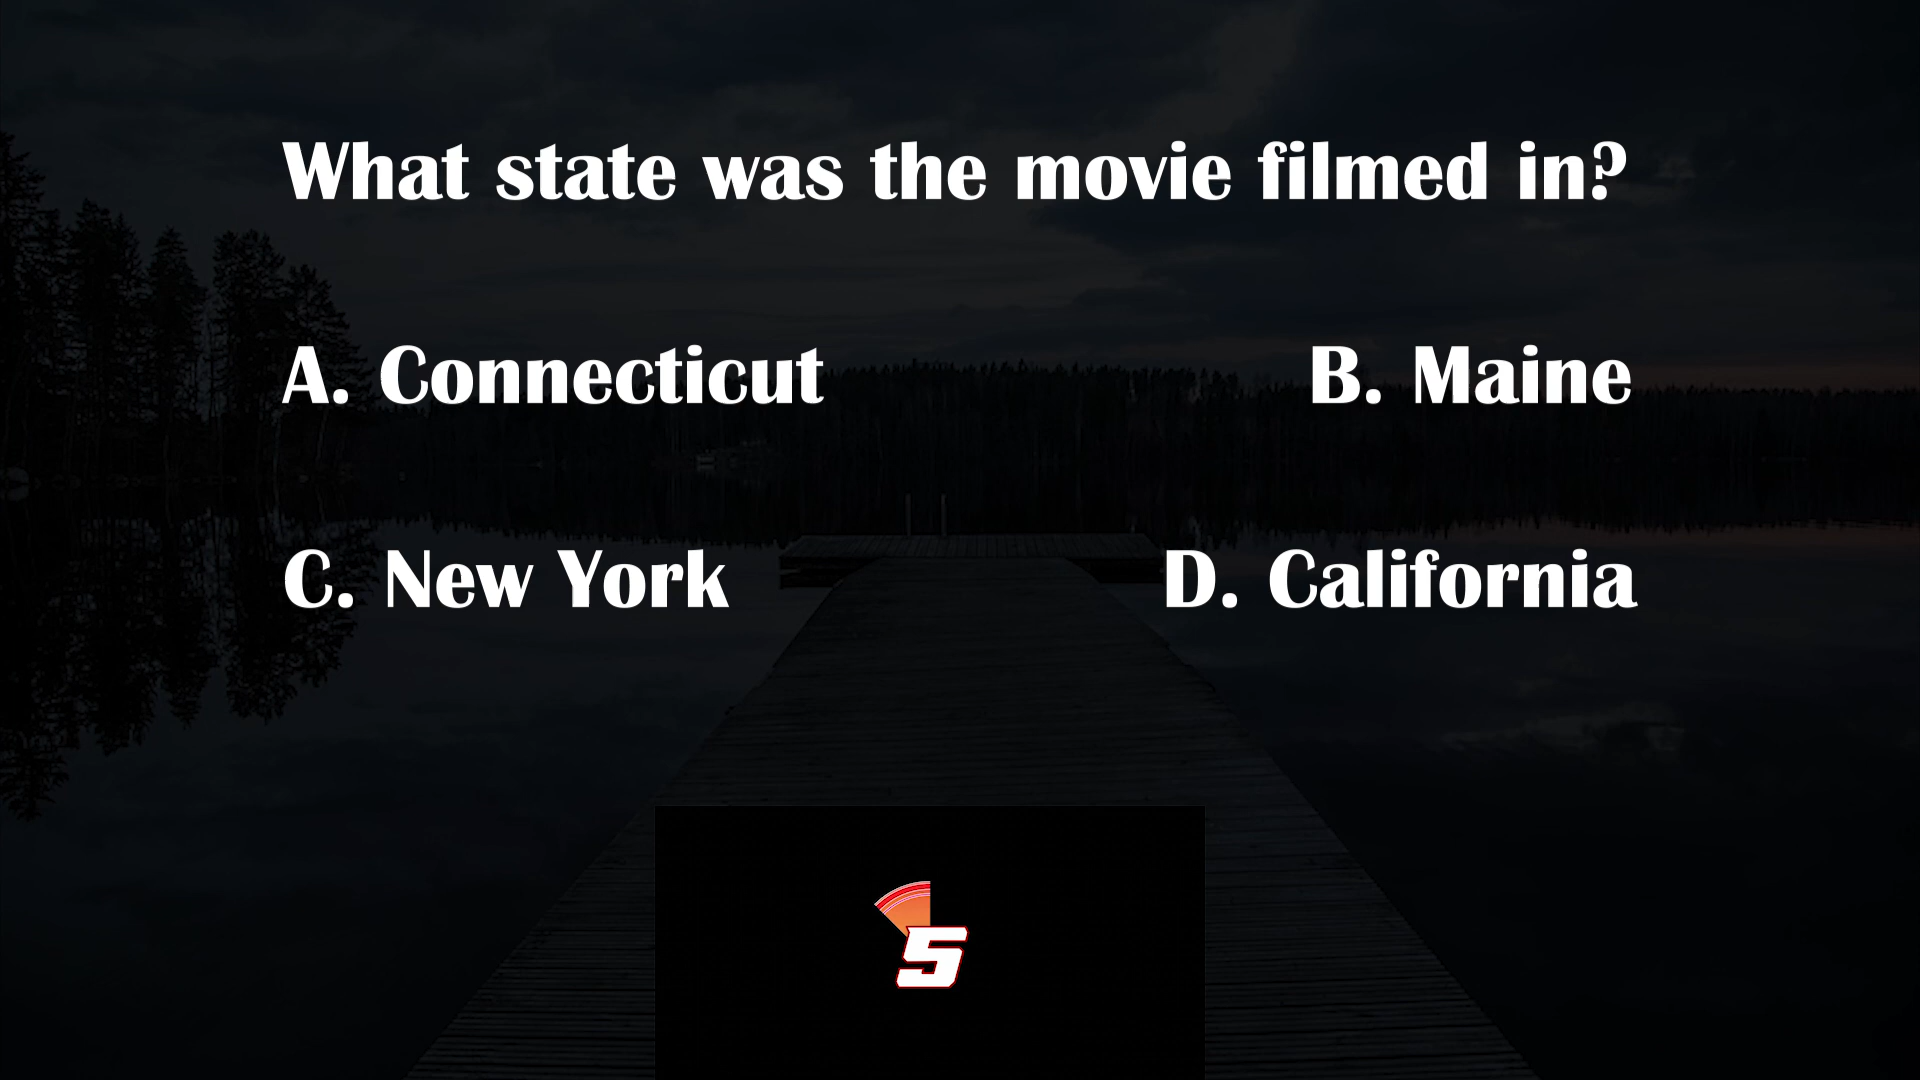 What state was the movie filmed in?
A. Connecticut B. Maine
C. New York D. California
5